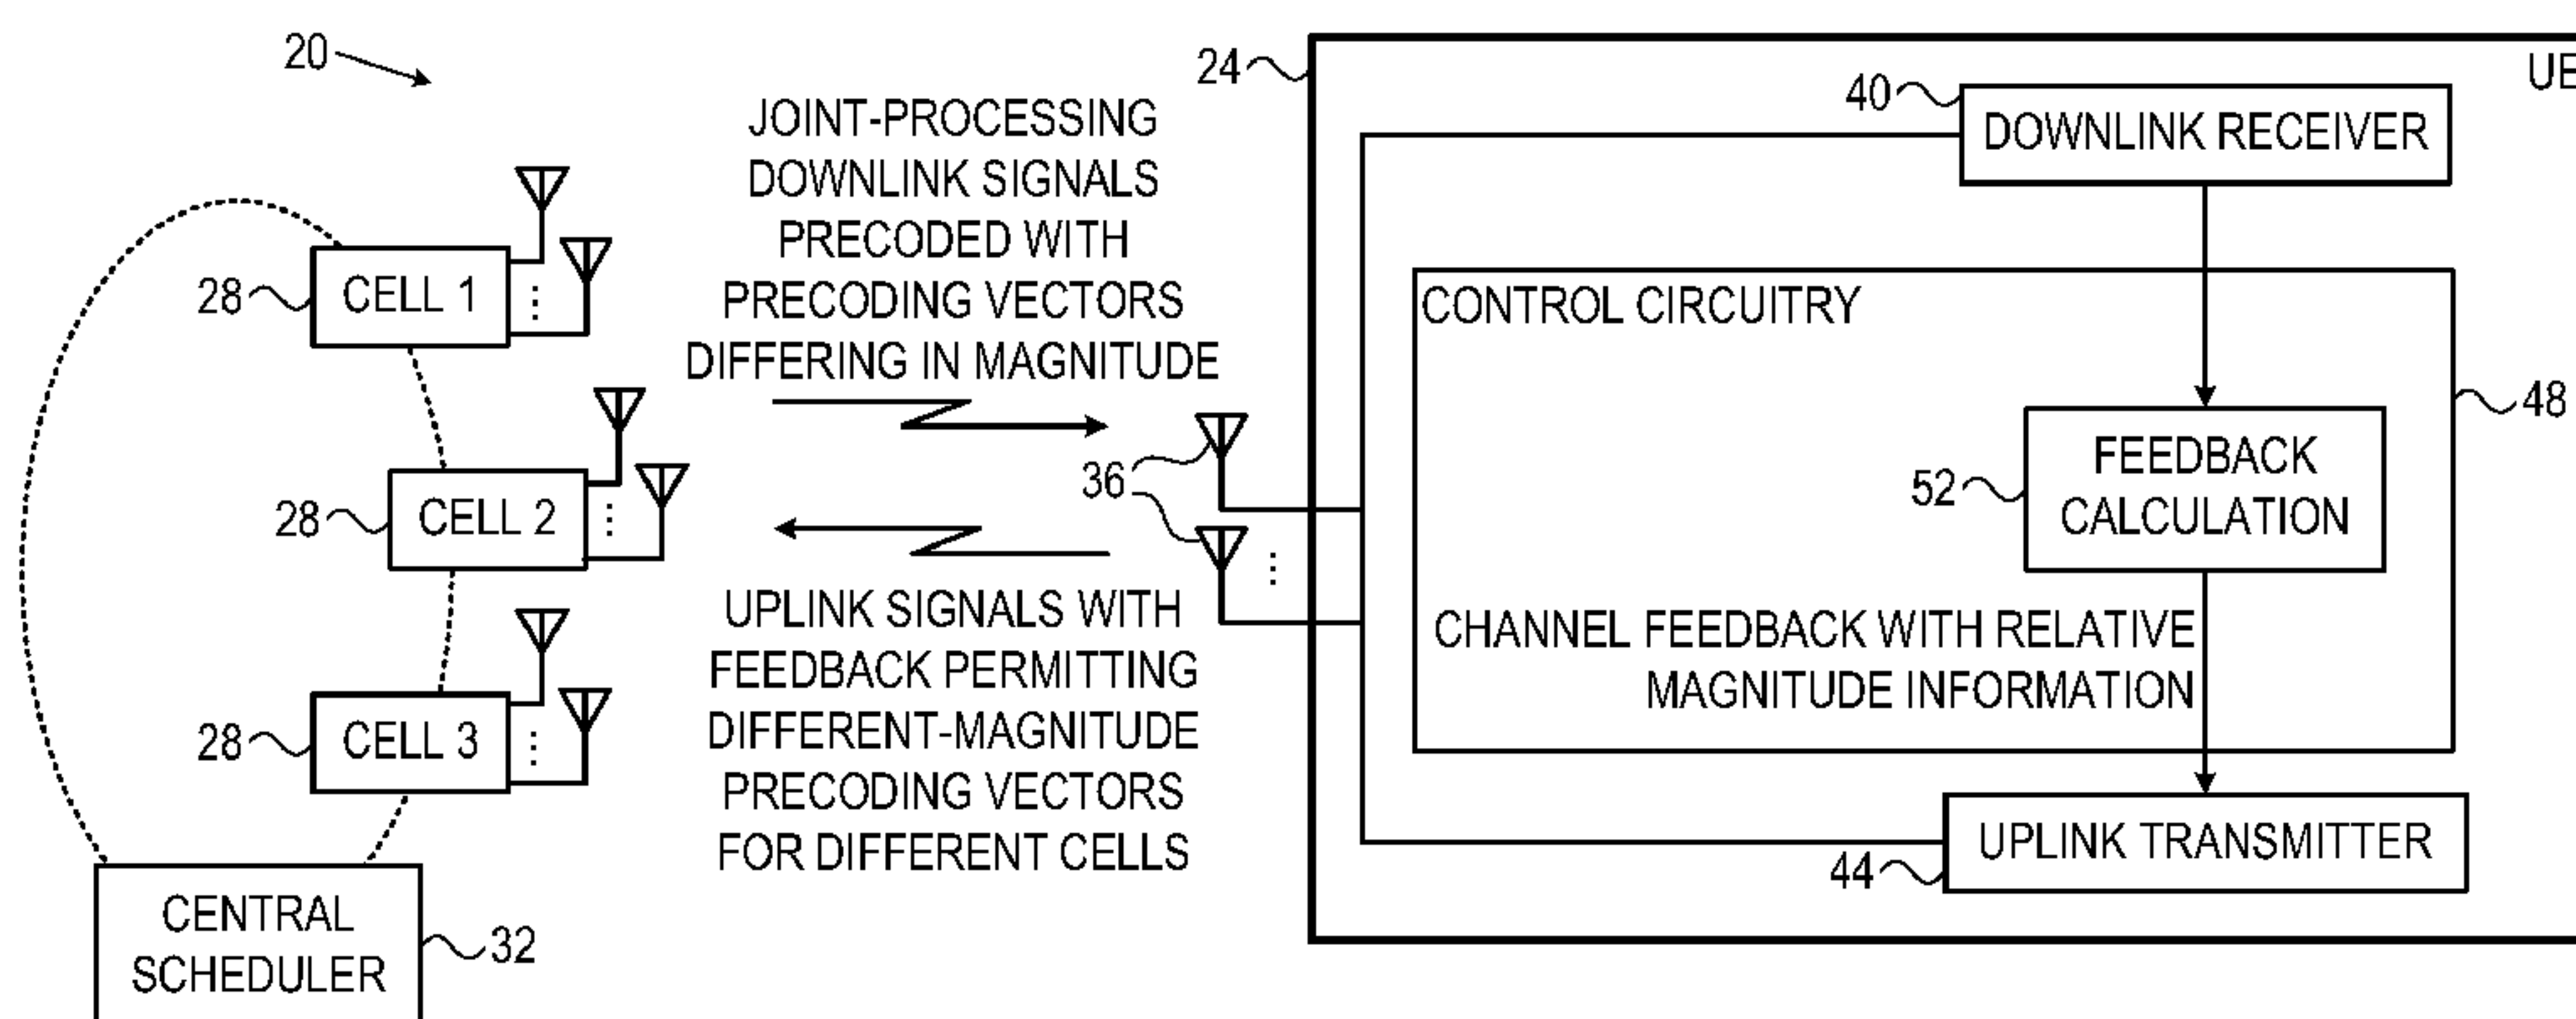 20
CELL 1
28
CELL 2
28
CELL 3
28
CENTRAL
SCHEDULER
32
JOINT-PROCESSING
DOWNLINK SIGNALS
PRECODED WITH
PRECODING VECTORS
DIFFERING IN MAGNITUDE
UPLINK SIGNALS WITH
FEEDBACK PERMITTING
DIFFERENT-MAGNITUDE
PRECODING VECTORS
FOR DIFFERENT CELLS
36
24
UE
40
DOWNLINK RECEIVER
CONTROL CIRCUITRY
48
52
FEEDBACK
CALCULATION
CHANNEL FEEDBACK WITH RELATIVE
MAGNITUDE INFORMATION
44
UPLINK TRANSMITTER